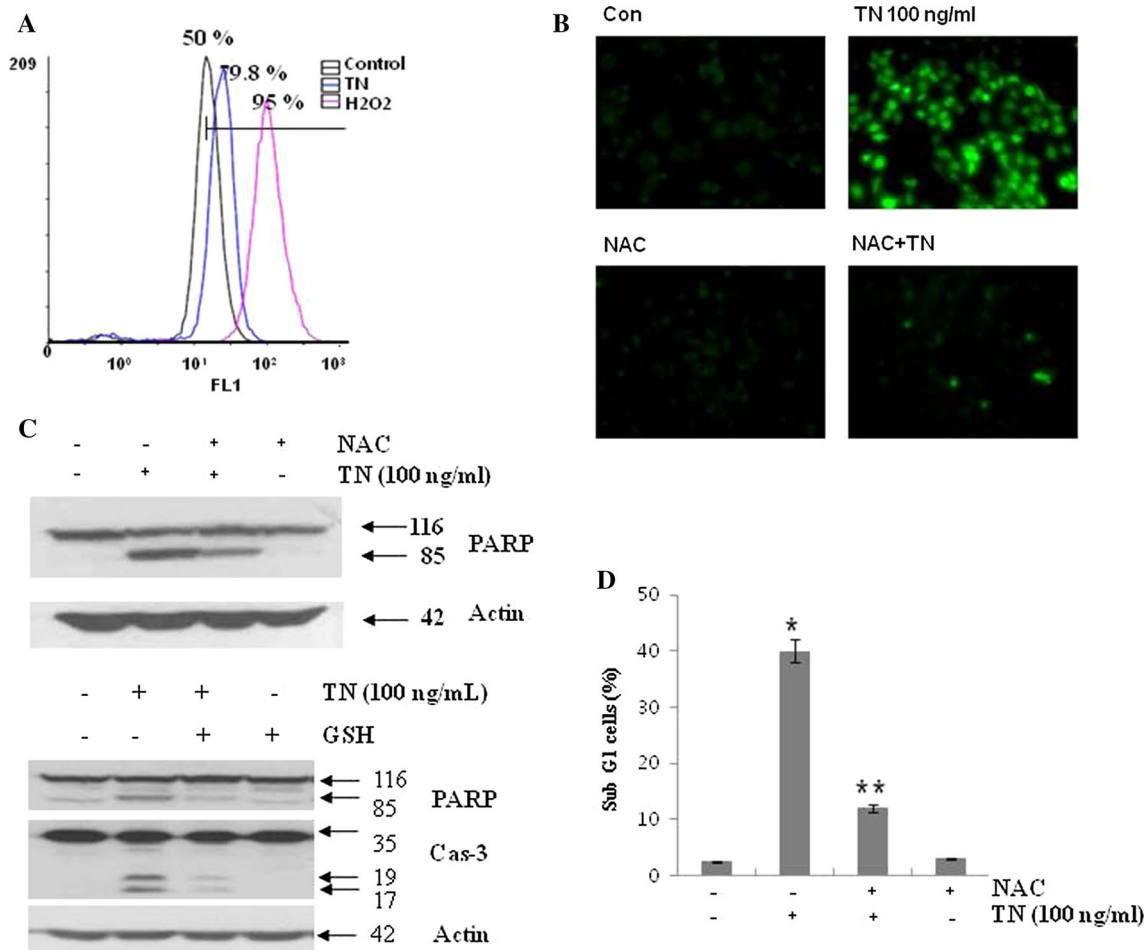 A
50 %
79.8 %
95 %
209
Control
TN
H2O2
0
10⁰
10¹
10²
10³
FL1
B
Con
TN 100 ng/ml
NAC
NAC+TN
C
- - + + NAC
- + + - TN (100 ng/ml)
116
85
PARP
42
Actin
- + + - TN (100 ng/mL)
- - + + GSH
116
85
PARP
35
Cas-3
19
17
42
Actin
D
50
40
30
20
10
0
Sub G1 cells (%)
*
**
- - + + NAC
- + + - TN (100 ng/ml)